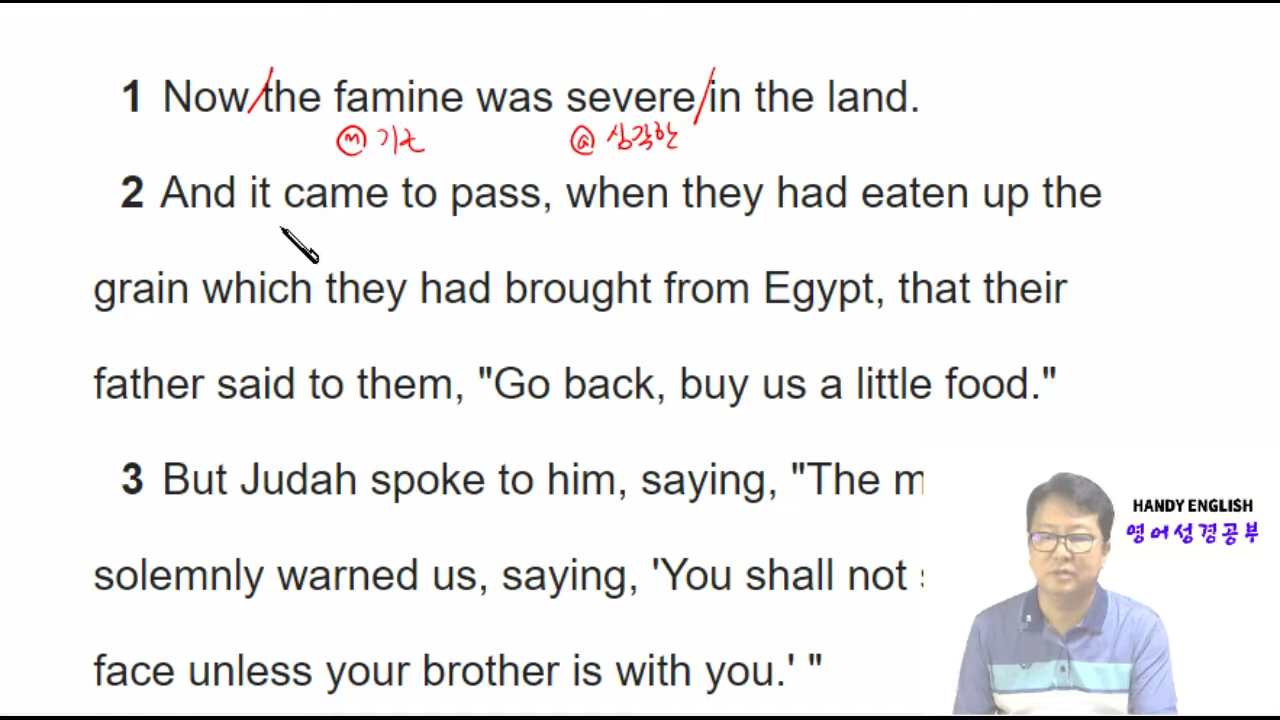 1 Now the famine was severe in the land.
ⓝ 기근 ⓐ 심각한
2 And it came to pass, when they had eaten up the
grain which they had brought from Egypt, that their
father said to them, "Go back, buy us a little food."
3 But Judah spoke to him, saying, "The
solemnly warned us, saying, 'You shall not
face unless your brother is with you.' "
HANDY ENGLISH
영어성경공부